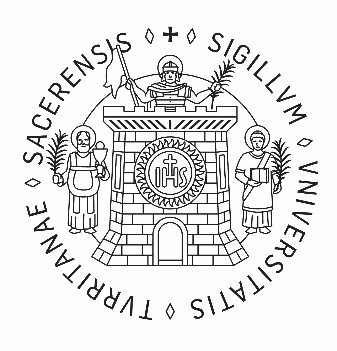 ✝ SIGILLVM ◊ VNIVERSITATIS ◊ TVRRITANAE ◊ SACERENSIS ◊
IHS